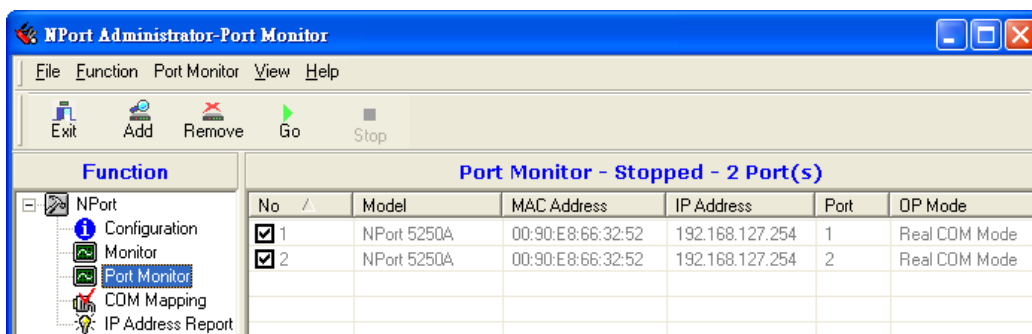 NPort Administrator-Port Monitor
File Function Port Monitor View Help
Exit Add Remove Go Stop
Function
Port Monitor - Stopped - 2 Port(s)
NPort
Configuration
Monitor
Port Monitor
COM Mapping
IP Address Report
No Model MAC Address IP Address Port OP Mode
1 NPort 5250A 00:90:E8:66:32:52 192.168.127.254 1 Real COM Mode
2 NPort 5250A 00:90:E8:66:32:52 192.168.127.254 2 Real COM Mode